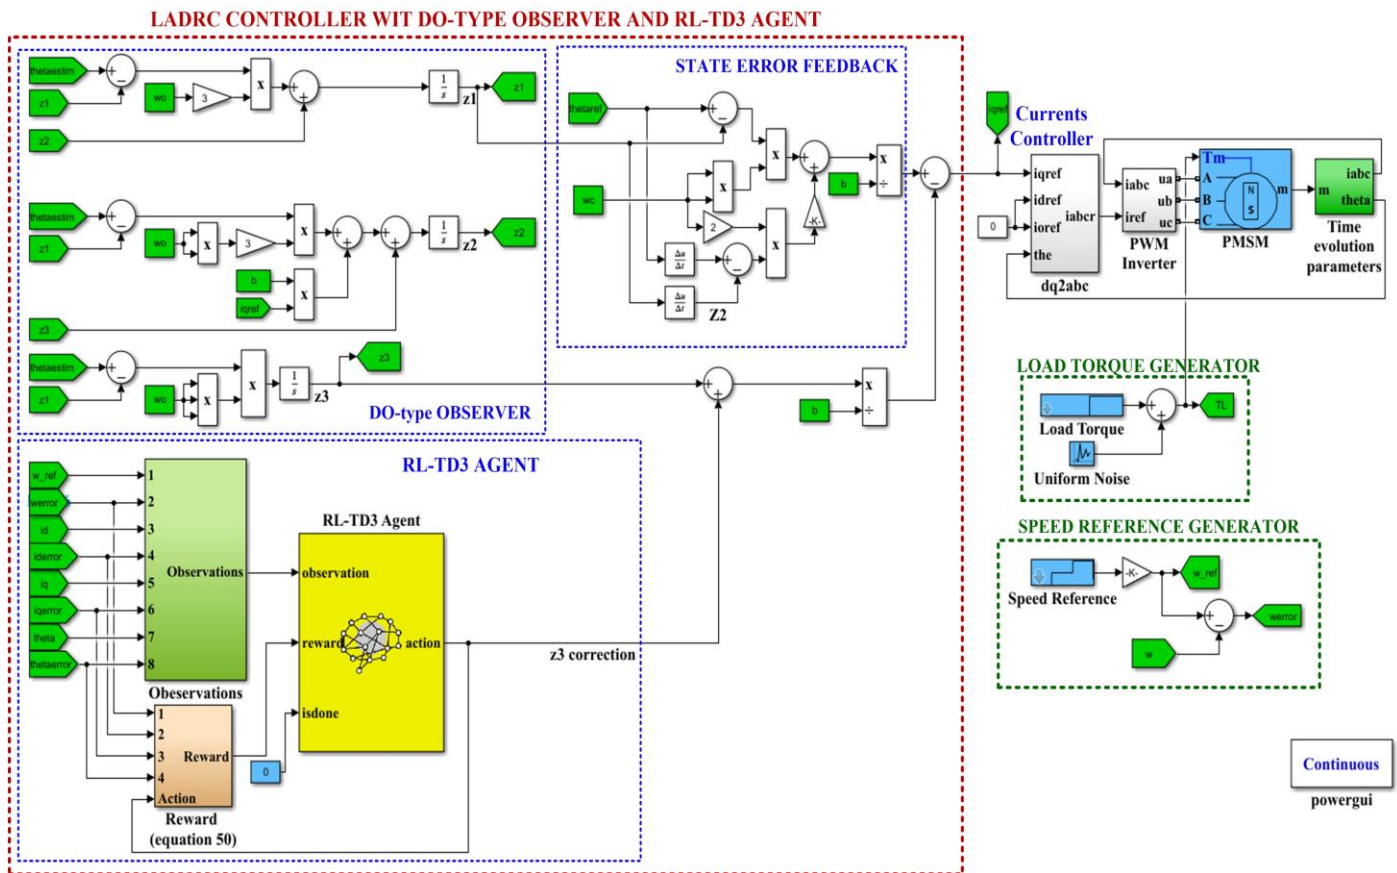 LADRC CONTROLLER WIT DO-TYPE OBSERVER AND RL-TD3 AGENT
thetaestim
z1
wo
3
x
1
s
z1
z1
z2
thetaestim
z1
wo
x
3
x
b
iqref
x
1
s
z2
z2
z3
thetaestim
z1
wo
x
x
1
s
z3
z3
DO-type OBSERVER
STATE ERROR FEEDBACK
thetaref
wc
x
2
x
x
Δu
Δt
Δu
Δt
Z2
-K-
b
x
÷
b
x
÷
RL-TD3 AGENT
w_ref
werror
id
iderror
iq
iqerror
theta
thetaerror
1
2
3
4
5
6
7
8
Observations
Obeservations
1
2
3
4
Action
Reward
Reward
(equation 50)
0
RL-TD3 Agent
observation
reward
action
isdone
z3 correction
iqref
Currents
Controller
iqref
idref
ioref
the
iabcr
0
dq2abc
iabc
iref
ua
ub
uc
PWM
Inverter
Tm
A
B
C
N
S
m
PMSM
m
iabc
theta
Time
evolution
parameters
LOAD TORQUE GENERATOR
Load Torque
TL
Uniform Noise
SPEED REFERENCE GENERATOR
Speed Reference
-K-
w_ref
werror
w
Continuous
powergui